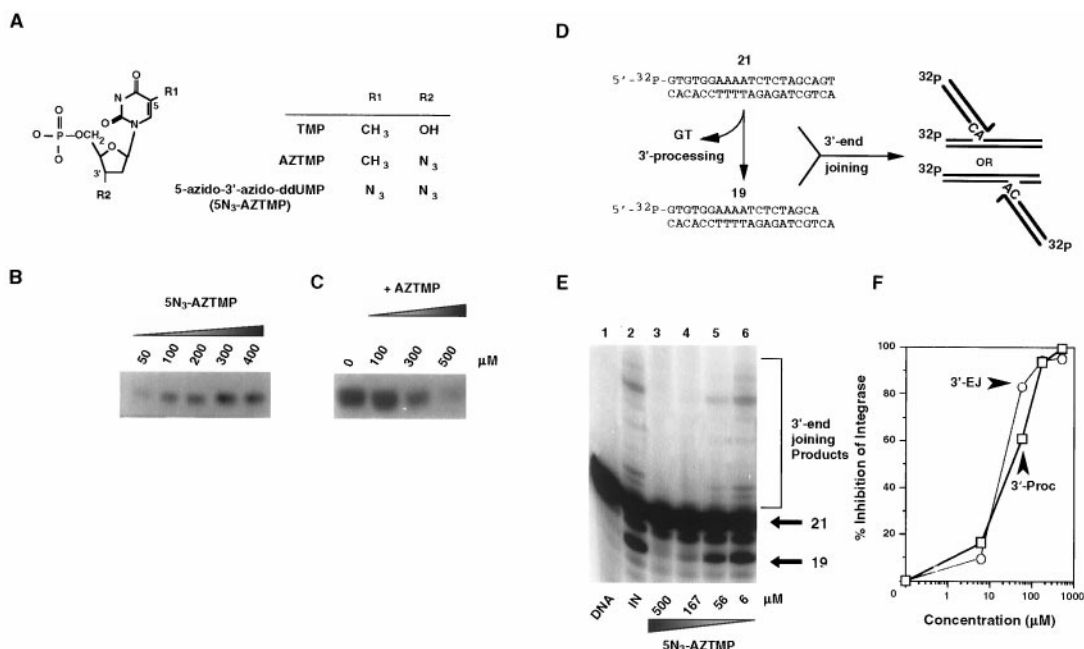 A
O
R1
N
5
O
N
O
O-P-OCH2
O
3'
R2
R1 R2
TMP CH3 OH
AZTMP CH3 N3
5-azido-3'-azido-ddUMP N3 N3
(5N3-AZTMP)
B
5N3-AZTMP
50 100 200 300 400
C
+ AZTMP
0 100 300 500 μM
D
21
5'-32P-GTGTGGAAAATCTCTAGCAGT
CACACCTTTTAGAGATCGTCA
GT
3'-processing
19
5'-32P-GTGTGGAAAATCTCTAGCA
CACACCTTTTAGAGATCGTCA
3'-end
joining
32P
CA
32P
OR
32P
AC
32P
E
1 2 3 4 5 6
3'-end
joining
Products
21
19
DNA IN 500 167 56 6 μM
5N3-AZTMP
F
% Inhibition of Integrase
100
80
60
40
20
0
3'-EJ
3'-Proc
.1 1 10 100 1000
Concentration (μM)